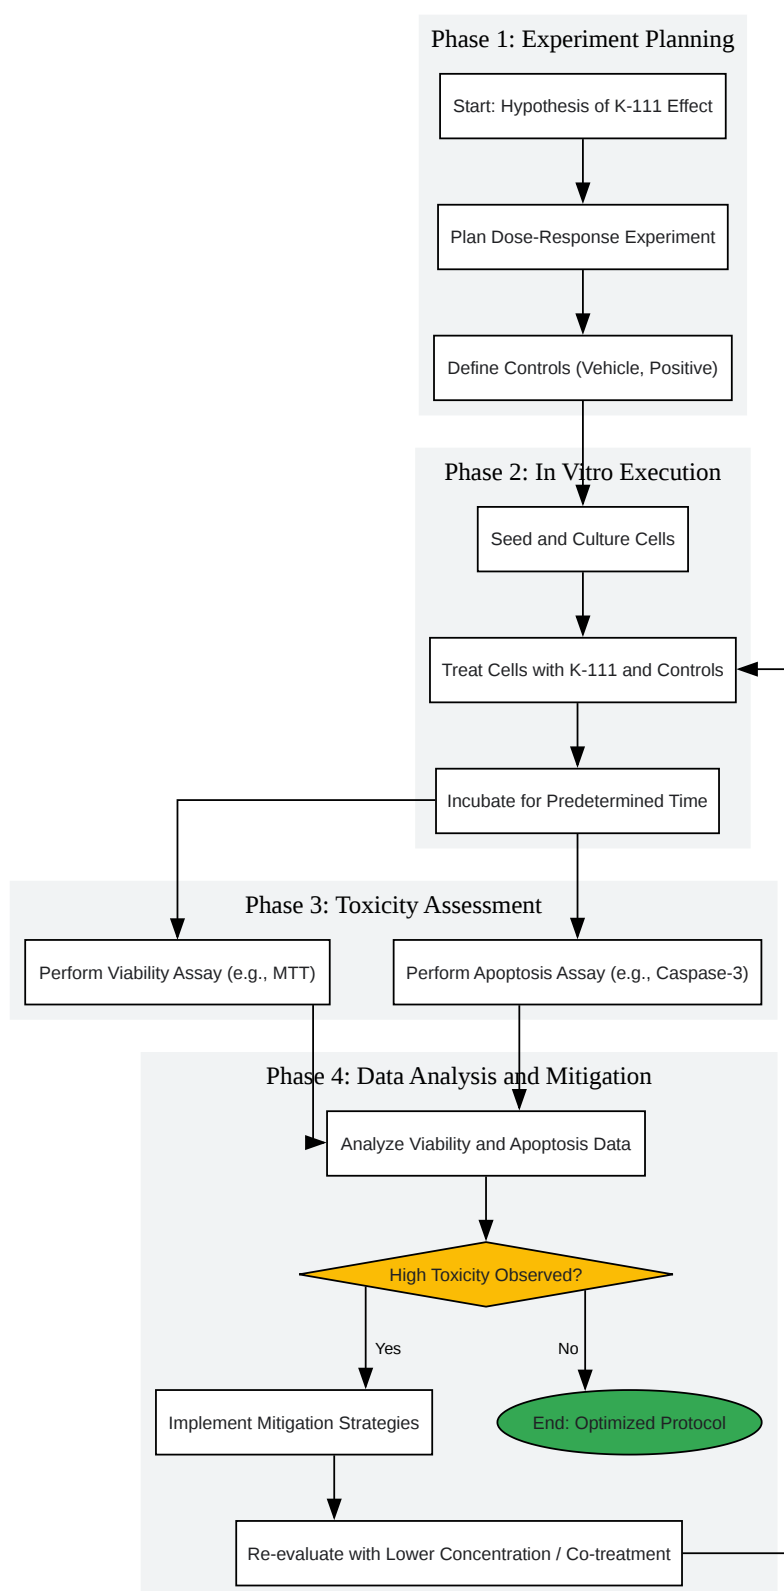 Phase 1: Experiment Planning
Start: Hypothesis of K-111 Effect
Plan Dose-Response Experiment
Define Controls (Vehicle, Positive)
Phase 2: In Vitro Execution
Seed and Culture Cells
Treat Cells with K-111 and Controls
Incubate for Predetermined Time
Phase 3: Toxicity Assessment
Perform Viability Assay (e.g., MTT)
Perform Apoptosis Assay (e.g., Caspase-3)
Phase 4: Data Analysis and Mitigation
Analyze Viability and Apoptosis Data
High Toxicity Observed?
Yes
No
Implement Mitigation Strategies
End: Optimized Protocol
Re-evaluate with Lower Concentration / Co-treatment